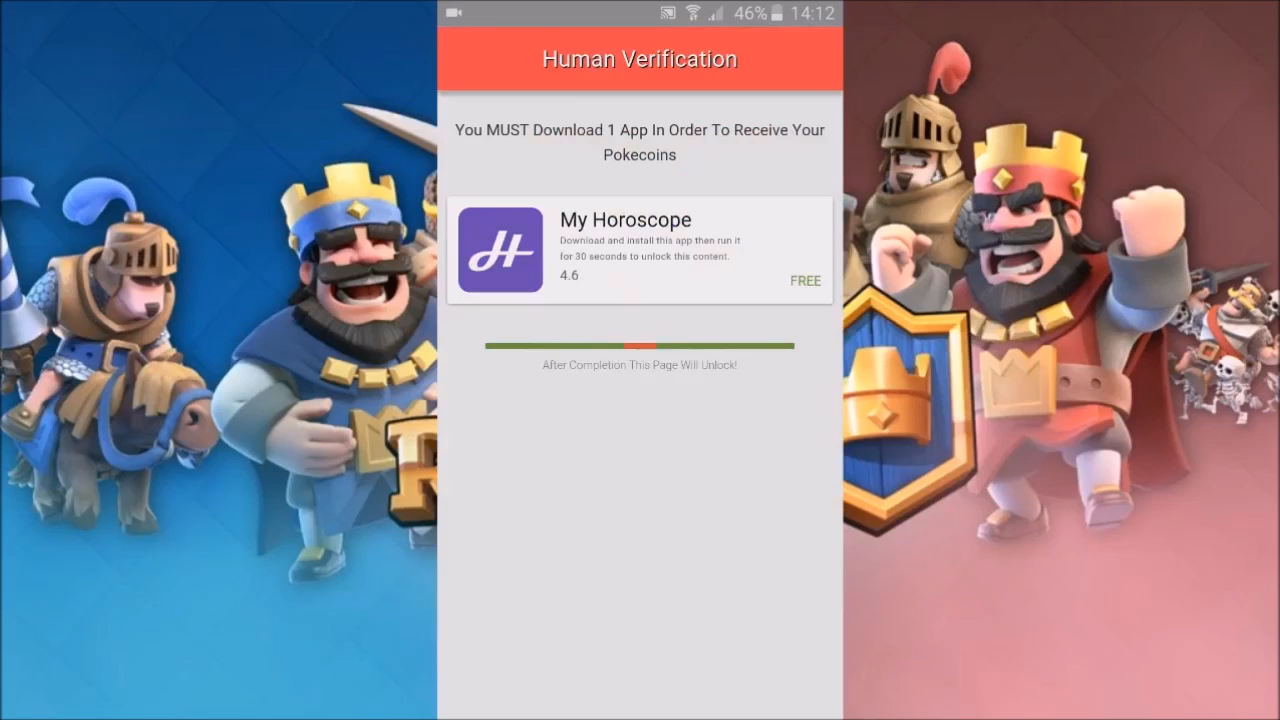 46% 14:12
Human Verification
You MUST Download 1 App In Order To Receive Your
Pokecoins
My Horoscope
Download and install this app then run it
for 30 seconds to unlock this content.
4.6
FREE
After Completion This Page Will Unlock!